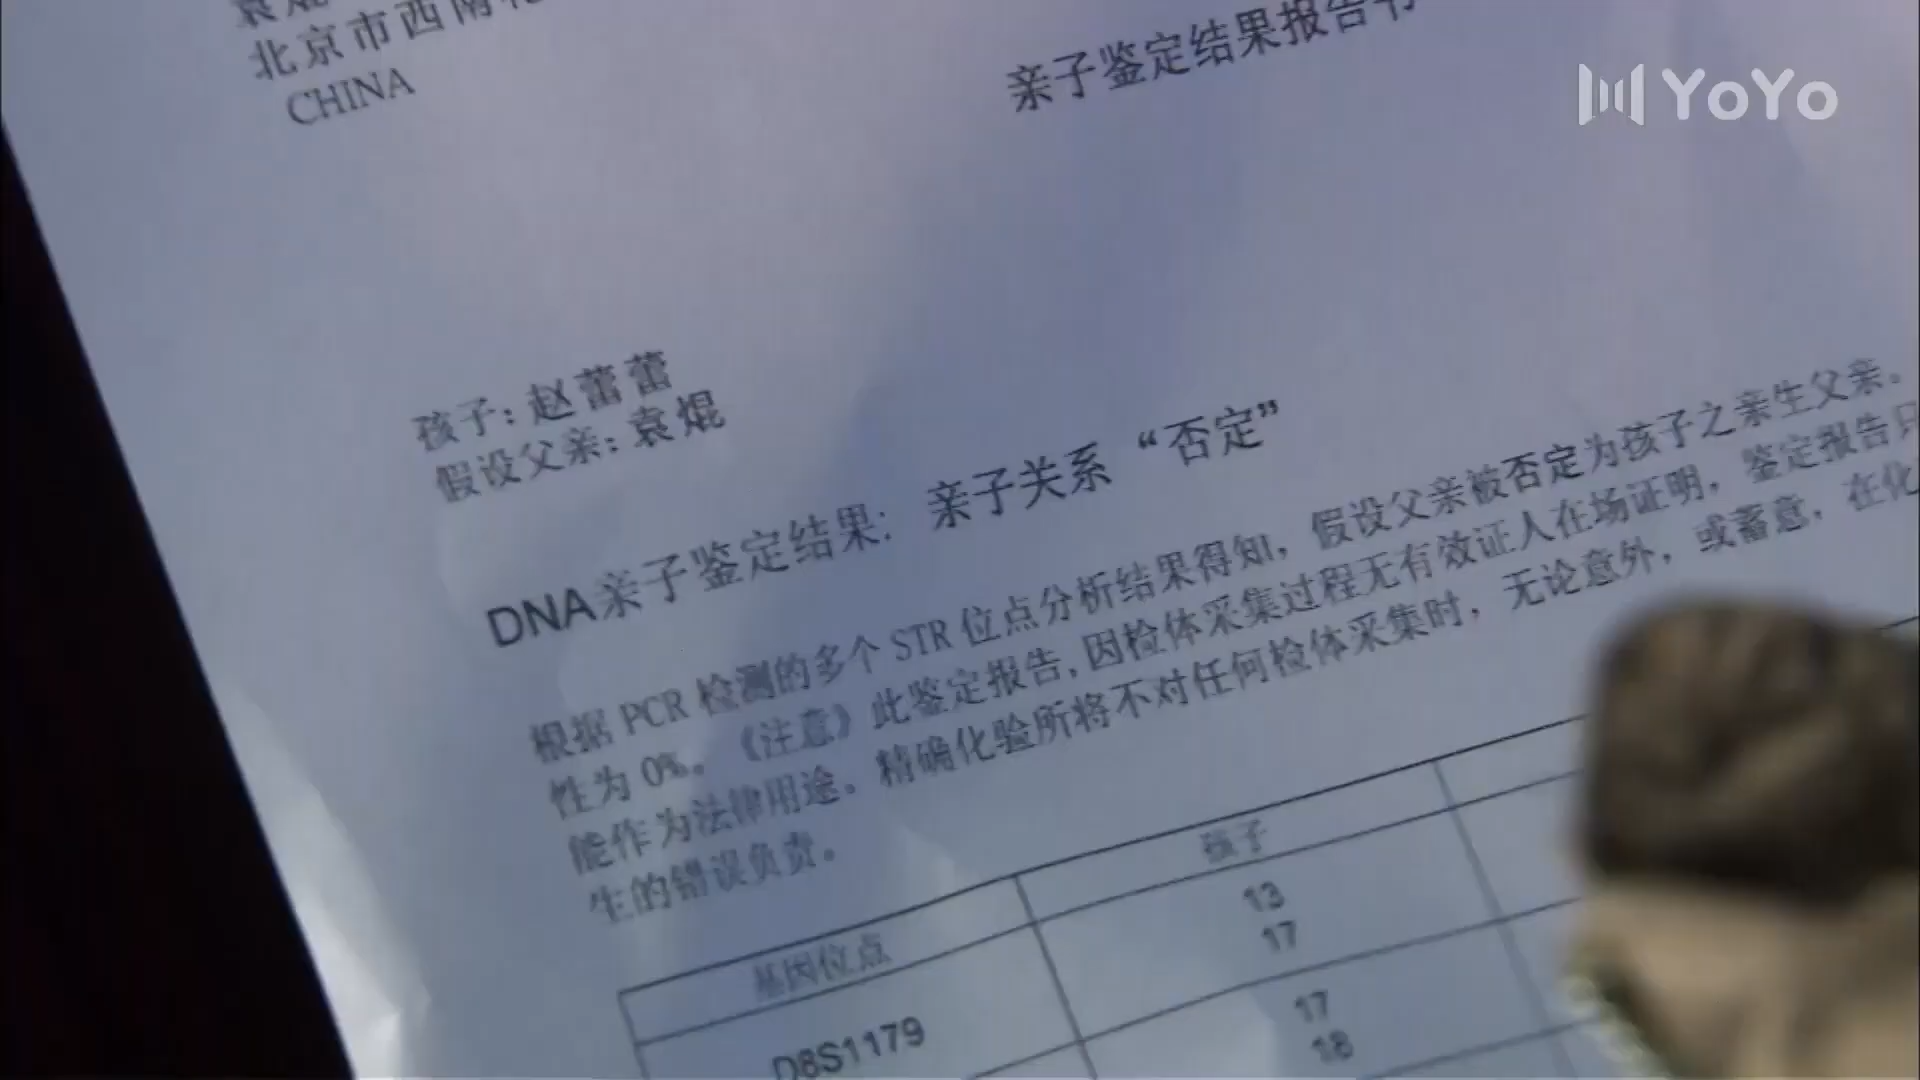 北京市西南
CHINA
亲子鉴定结果报告书
YoYo
孩子：赵蕾蕾
假设父亲：袁焜
DNA亲子鉴定结果：亲子关系“否定”
根据 PCR 检测的多个 STR 位点分析结果得知，假设父亲被否定为孩子之亲生父亲。
性为 0%。《注意》此鉴定报告,因检体采集过程无有效证人在场证明，鉴定报告只
能作为法律用途。精确化验所将不对任何检体采集时，无论意外，或蓄意，在化
生的错误负责。
基因位点 孩子
13
17
D8S1179
17
18